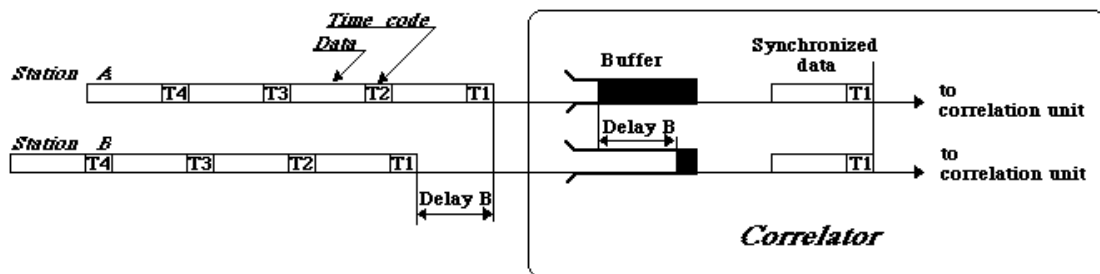 Time code
Data
Station A
T4 T3 T2 T1
Buffer
Synchronized
data
T1
to
correlation unit
Delay B
Station B
T4 T3 T2 T1
T1
to
correlation unit
Delay B
Correlator